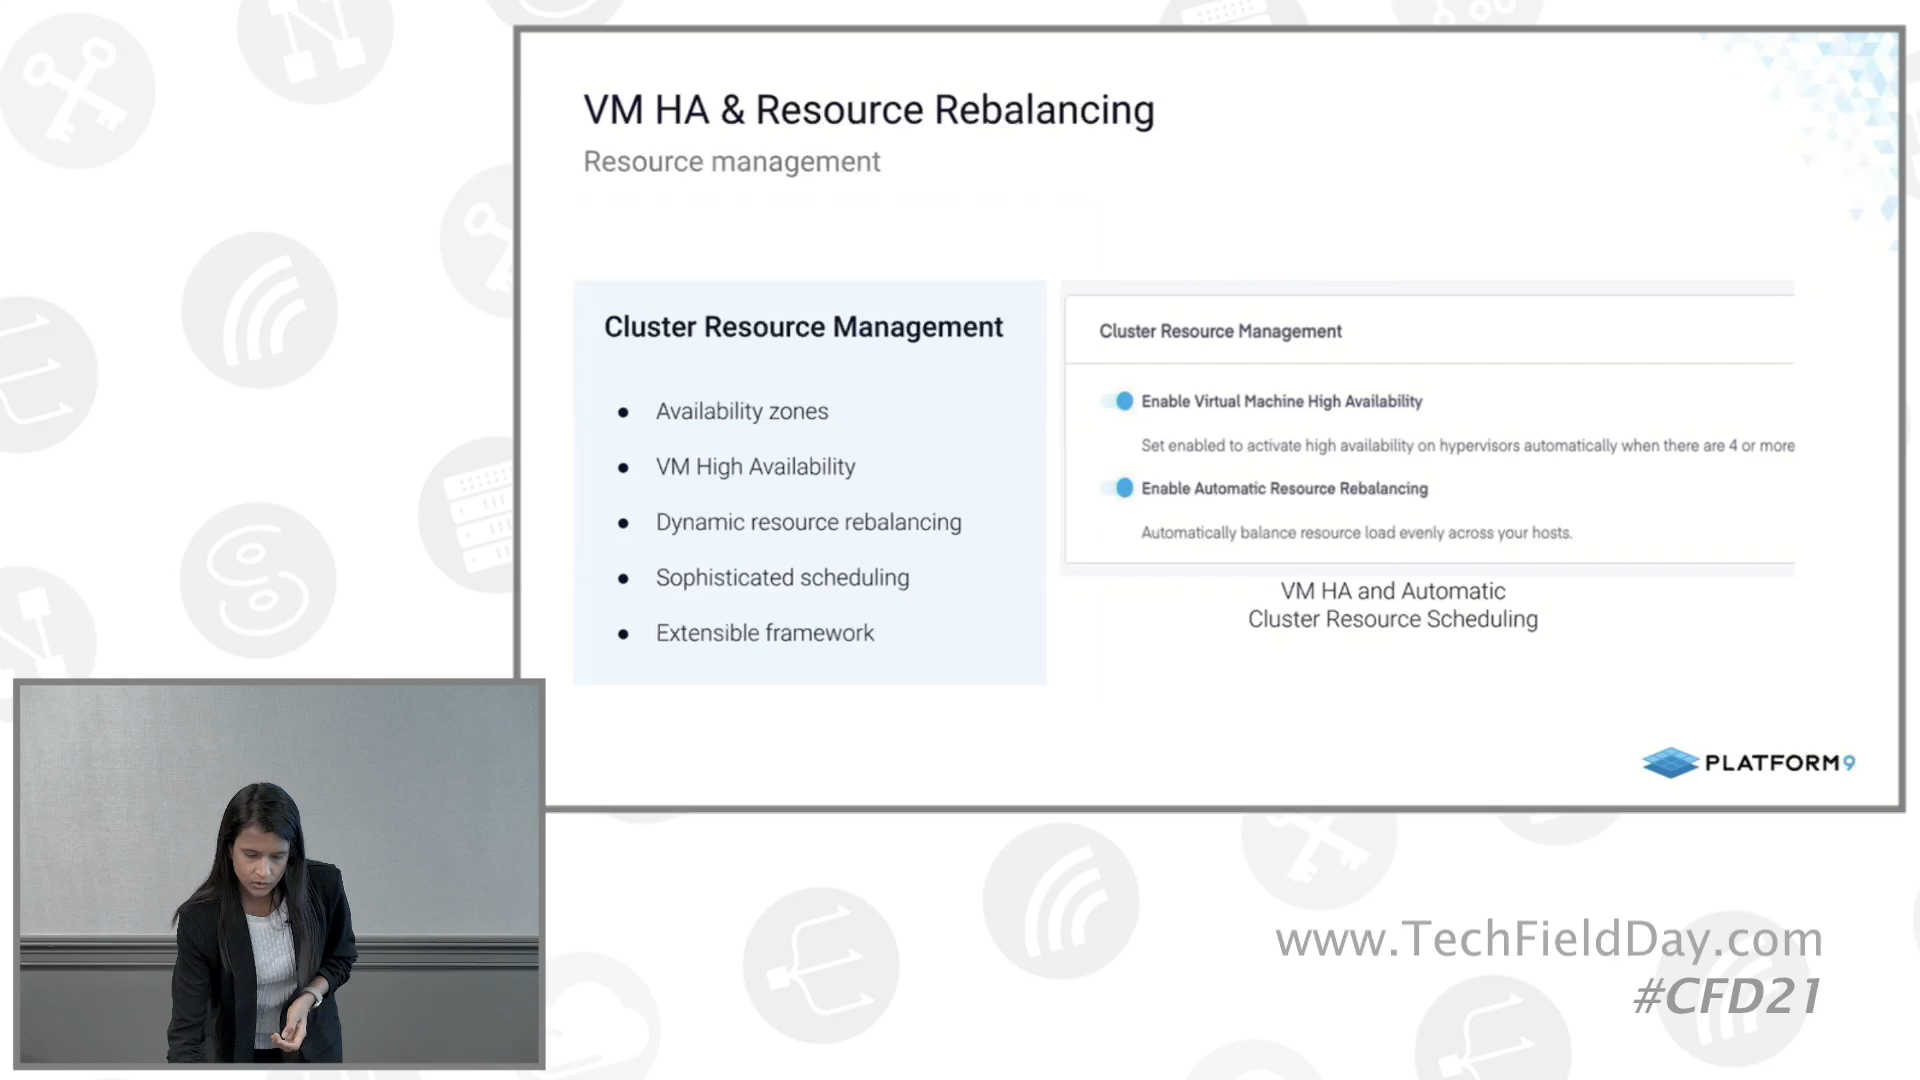 VM HA & Resource Rebalancing
Resource management
Cluster Resource Management
● Availability zones
● VM High Availability
● Dynamic resource rebalancing
● Sophisticated scheduling
● Extensible framework
Cluster Resource Management
Enable Virtual Machine High Availability
Set enabled to activate high availability on hypervisors automatically when there are 4 or more
Enable Automatic Resource Rebalancing
Automatically balance resource load evenly across your hosts.
VM HA and Automatic
Cluster Resource Scheduling
PLATFORM9
www.TechFieldDay.com
#CFD21